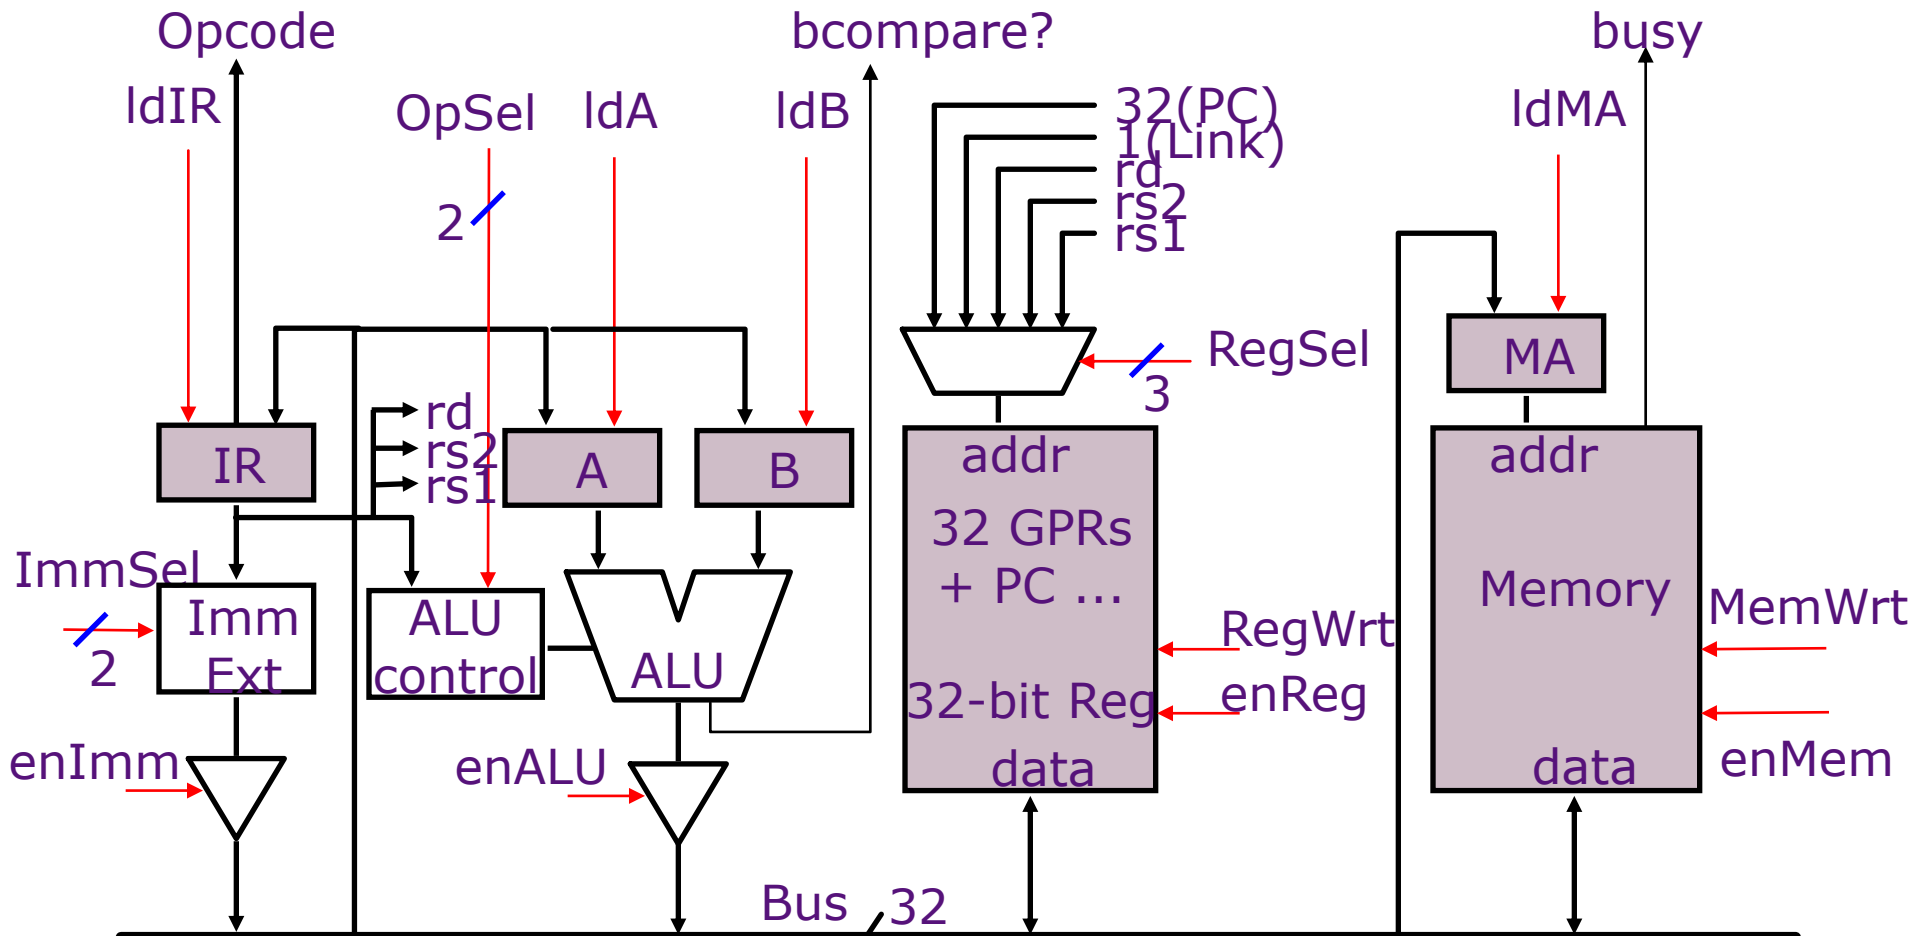 Opcode
bcompare?
busy
ldIR
OpSel
ldA
ldB
32(PC)
1(Link)
rd
rs2
rs1
ldMA
2
RegSel
3
MA
rd
rs2
rs1
IR
A
B
addr
addr
32 GPRs
+ PC ...
ImmSel
2
Imm
Ext
ALU
control
ALU
Memory
MemWrt
RegWrt
enReg
32-bit Reg
data
data
enMem
enImm
enALU
Bus
32